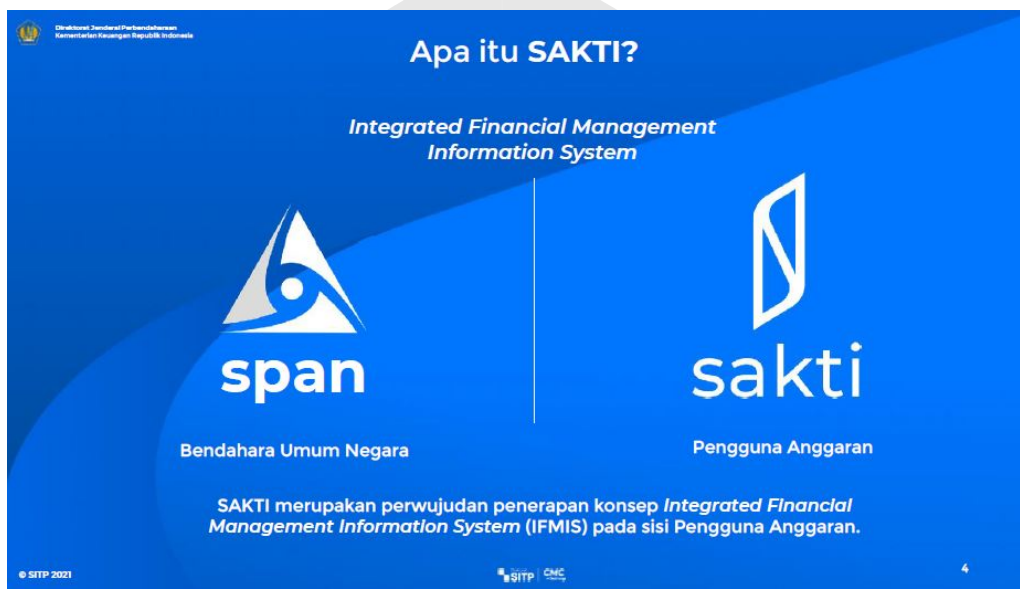 Direktorat Jenderal Perbendaharaan
Kementerian Keuangan Republik Indonesia
Apa itu SAKTI?
Integrated Financial Management
Information System
span
sakti
Bendahara Umum Negara
Pengguna Anggaran
SAKTI merupakan perwujudan penerapan konsep Integrated Financial
Management Information System (IFMIS) pada sisi Pengguna Anggaran.
© SITP 2021
SITP CMC
4